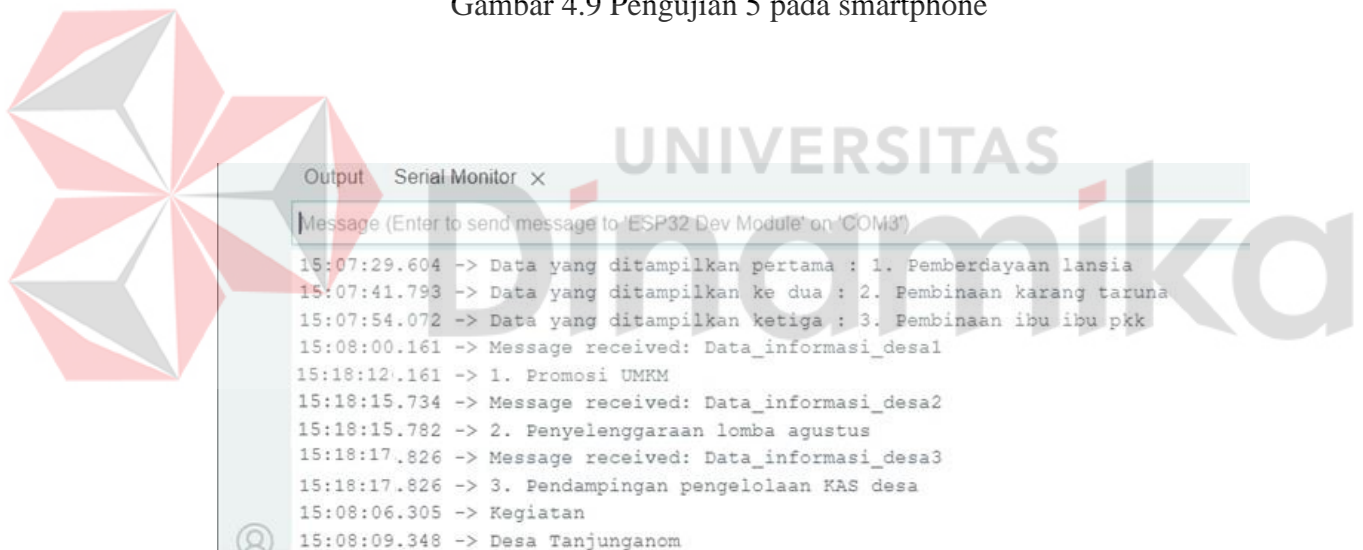 Gambar 4.9 Pengujian 5 pada smartphone
UNIVERSITAS
Dinamika
Output Serial Monitor ×
Message (Enter to send message to 'ESP32 Dev Module' on 'COM3')
15:07:29.604 -> Data yang ditampilkan pertama : 1. Pemberdayaan lansia
15:07:41.793 -> Data yang ditampilkan ke dua : 2. Pembinaan karang taruna
15:07:54.072 -> Data yang ditampilkan ketiga : 3. Pembinaan ibu ibu pkk
15:08:00.161 -> Message received: Data_informasi_desa1
15:18:12.161 -> 1. Promosi UMKM
15:18:15.734 -> Message received: Data_informasi_desa2
15:18:15.782 -> 2. Penyelenggaraan lomba agustus
15:18:17.826 -> Message received: Data_informasi_desa3
15:18:17.826 -> 3. Pendampingan pengelolaan KAS desa
15:08:06.305 -> Kegiatan
15:08:09.348 -> Desa Tanjunganom